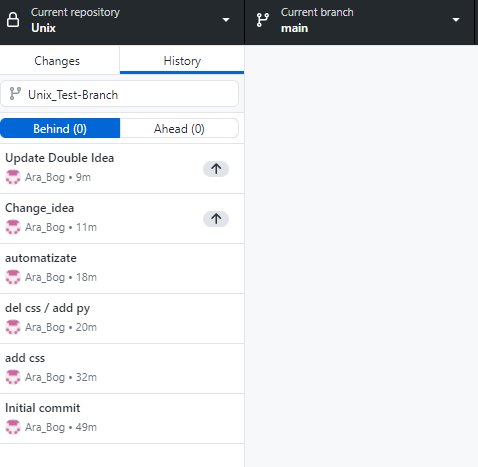 Current repository
Unix
Current branch
main
Changes
History
Unix_Test-Branch
Behind (0)
Ahead (0)
Update Double Idea
Ara_Bog • 9m
Change_idea
Ara_Bog • 11m
automatizate
Ara_Bog • 18m
del css / add py
Ara_Bog • 20m
add css
Ara_Bog • 32m
Initial commit
Ara_Bog • 49m